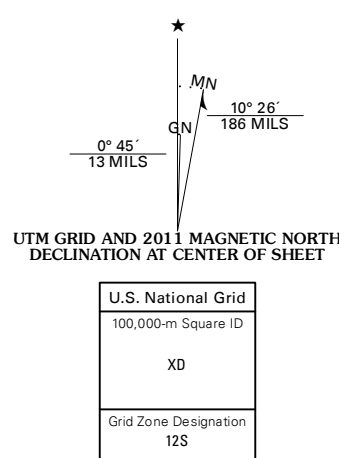 ★
MN
10° 26´
186 MILS
GN
0° 45´
13 MILS
UTM GRID AND 2011 MAGNETIC NORTH
DECLINATION AT CENTER OF SHEET
U.S. National Grid
100,000-m Square ID
XD
Grid Zone Designation
12S